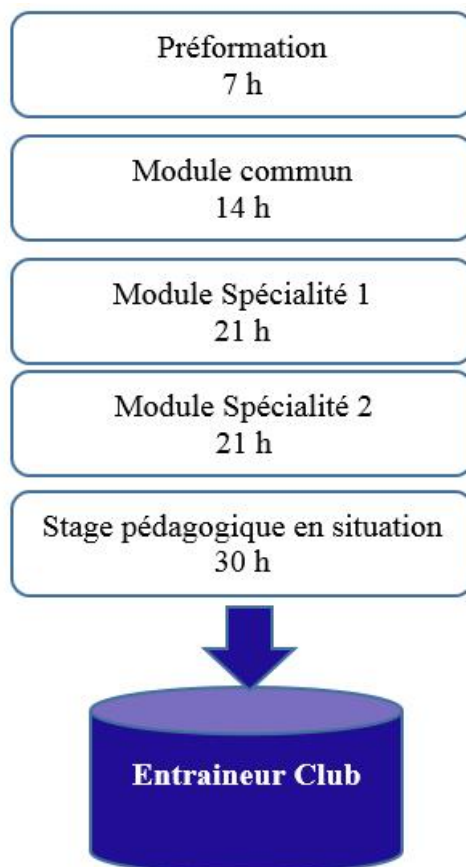 Préformation
7 h
Module commun
14 h
Module Spécialité 1
21 h
Module Spécialité 2
21 h
Stage pédagogique en situation
30 h
Entraineur Club